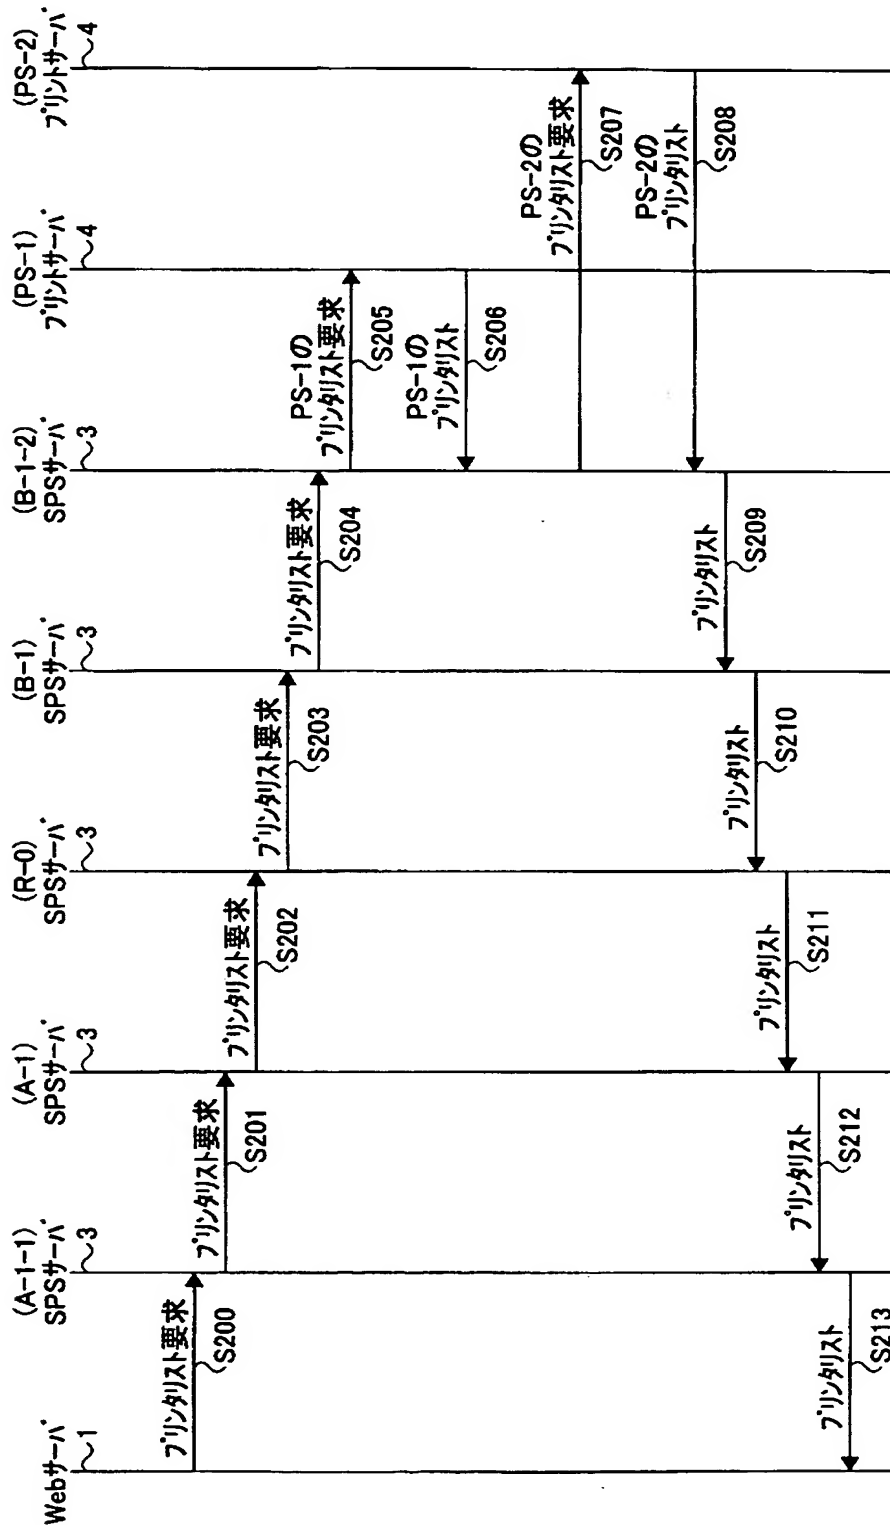 Webサーバ
1
(A-1-1)
SPSサーバ
3
(A-1)
SPSサーバ
3
(R-0)
SPSサーバ
3
(B-1)
SPSサーバ
3
(B-1-2)
SPSサーバ
3
(PS-1)
プリントサーバ
4
(PS-2)
プリントサーバ
4
プリンタリスト要求
S200
プリンタリスト要求
S201
プリンタリスト要求
S202
プリンタリスト要求
S203
プリンタリスト要求
S204
PS-1の
プリンタリスト要求
S205
PS-1の
プリンタリスト
S206
PS-2の
プリンタリスト要求
S207
PS-2の
プリンタリスト
S208
プリンタリスト
S209
プリンタリスト
S210
プリンタリスト
S211
プリンタリスト
S212
プリンタリスト
S213